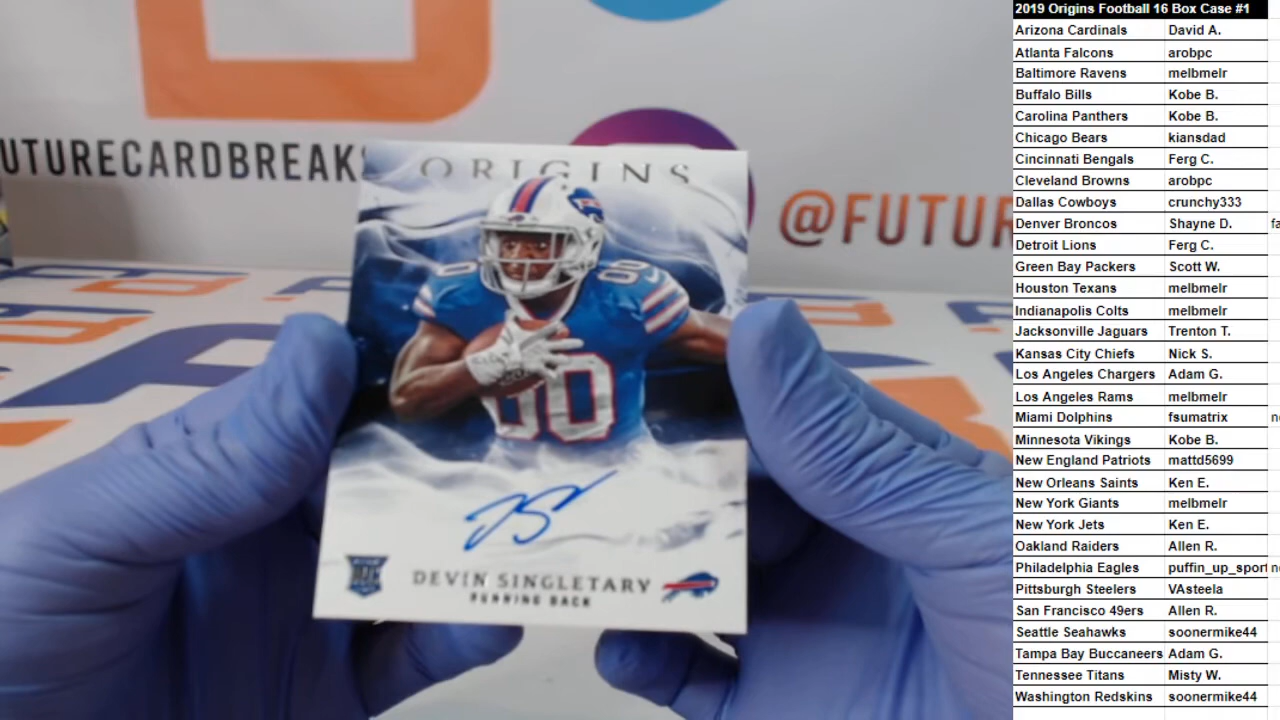 UTURECARDBREAK
@FUTUR
ORIGINS
00
00
DEVIN SINGLETARY
RUNNING BACK
2019 Origins Football 16 Box Case #1
Arizona Cardinals David A.
Atlanta Falcons arobpc
Baltimore Ravens melbmelr
Buffalo Bills Kobe B.
Carolina Panthers Kobe B.
Chicago Bears kiansdad
Cincinnati Bengals Ferg C.
Cleveland Browns arobpc
Dallas Cowboys crunchy333
Denver Broncos Shayne D. fa
Detroit Lions Ferg C.
Green Bay Packers Scott W.
Houston Texans melbmelr
Indianapolis Colts melbmelr
Jacksonville Jaguars Trenton T.
Kansas City Chiefs Nick S.
Los Angeles Chargers Adam G.
Los Angeles Rams melbmelr
Miami Dolphins fsumatrix
Minnesota Vikings Kobe B.
New England Patriots mattd5699
New Orleans Saints Ken E.
New York Giants melbmelr
New York Jets Ken E.
Oakland Raiders Allen R.
Philadelphia Eagles puffin_up_sport
Pittsburgh Steelers VAsteela
San Francisco 49ers Allen R.
Seattle Seahawks soonermike44
Tampa Bay Buccaneers Adam G.
Tennessee Titans Misty W.
Washington Redskins soonermike44